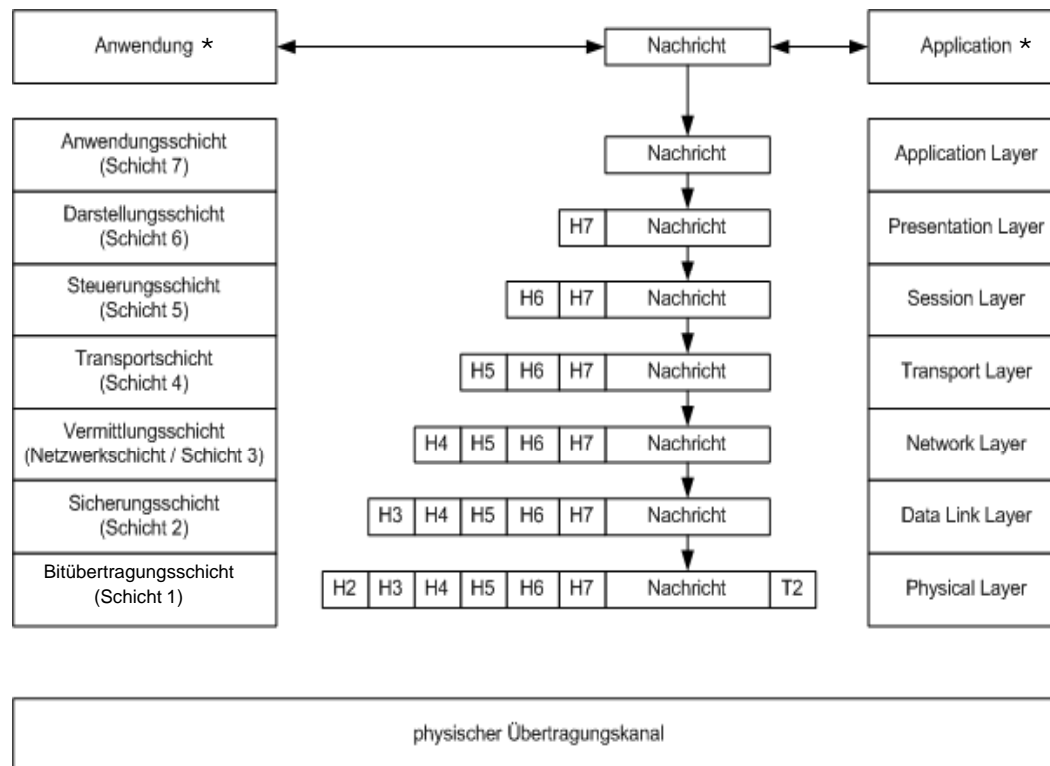 Anwendung * Nachricht Application *
Anwendungsschicht
(Schicht 7)
Nachricht
Application Layer
Darstellungsschicht
(Schicht 6)
H7 Nachricht
Presentation Layer
Steuerungsschicht
(Schicht 5)
H6 H7 Nachricht
Session Layer
Transportschicht
(Schicht 4)
H5 H6 H7 Nachricht
Transport Layer
Vermittlungsschicht
(Netzwerkschicht / Schicht 3)
H4 H5 H6 H7 Nachricht
Network Layer
Sicherungsschicht
(Schicht 2)
H3 H4 H5 H6 H7 Nachricht
Data Link Layer
Bitübertragungsschicht
(Schicht 1)
H2 H3 H4 H5 H6 H7 Nachricht T2
Physical Layer
physischer Übertragungskanal